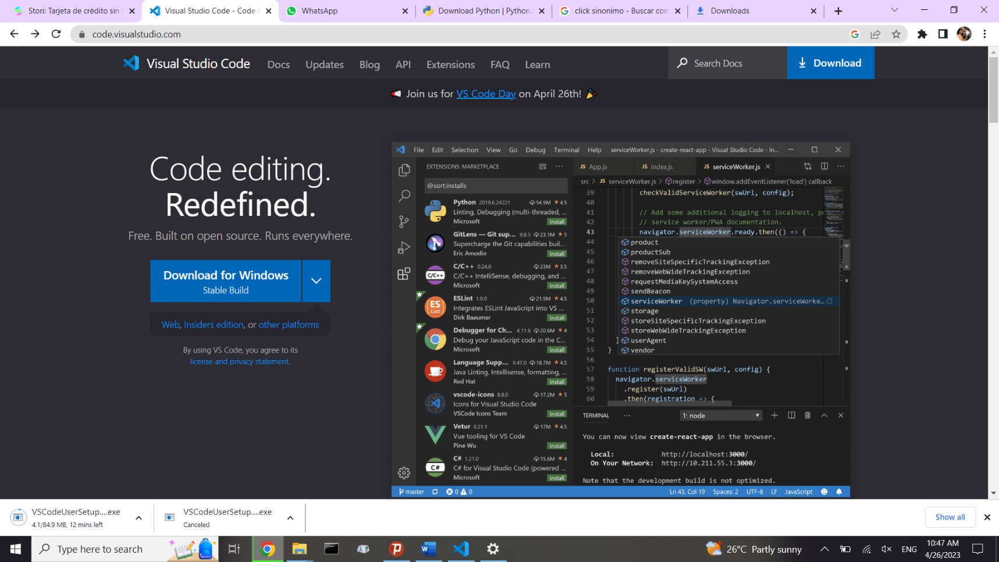 Stori: Tarjeta de crédito sin
Visual Studio Code - Code
WhatsApp
Download Python | Python.
click sinonimo - Buscar con
Downloads
code.visualstudio.com
Visual Studio Code
Docs
Updates
Blog
API
Extensions
FAQ
Learn
Search Docs
Download
Join us for VS Code Day on April 26th!
Code editing.
Redefined.
Free. Built on open source. Runs everywhere.
Download for Windows
Stable Build
Web, Insiders edition, or other platforms
By using VS Code, you agree to its
license and privacy statement.
File Edit Selection View Go Debug Terminal Help
serviceWorker.js - create-react-app - Visual Studio Code - In...
EXTENSIONS: MARKETPLACE
@sort:installs
Python 2019.6.24221 54.9M 4.5
Linting, Debugging (multi-threaded, ...
Microsoft Install
GitLens — Git sup... 9.8.5 23.1M 5
Supercharge the Git capabilities buil...
Eric Amodio Install
C/C++ 0.24.0 23M 3.5
C/C++ IntelliSense, debugging, and ...
Microsoft Install
ESLint 1.9.0 21.9M 4.5
Integrates ESLint JavaScript into VS ...
Dirk Baeumer Install
Debugger for Ch... 4.11.6 20.6M 4
Debug your JavaScript code in the C...
Microsoft Install
Language Supp... 0.47.0 18.7M 4.5
Java Linting, Intellisense, formatting, ...
Red Hat Install
vscode-icons 8.8.0 17.2M 5
Icons for Visual Studio Code
VSCode Icons Team Install
Vetur 0.21.1 17M 4.5
Vue tooling for VS Code
Pine Wu Install
C# 1.21.0 15.6M 4
C# for Visual Studio Code (powered ...
Microsoft Install
JS App.js
JS index.js
JS serviceWorker.js
src > JS serviceWorker.js > register > window.addEventListener('load') callback
39 checkValidServiceWorker(swUrl, config);
40
41 // Add some additional logging to localhost, po
42 // service worker/PWA documentation.
43 navigator.serviceWorker.ready.then(() => {
44 product
45 productSub
46 removeSiteSpecificTrackingException
47 removeWebWideTrackingException
48 requestMediaKeySystemAccess
49 sendBeacon
50 serviceWorker (property) Navigator.serviceWorke...
51 storage
52 storeSiteSpecificTrackingException
53 storeWebWideTrackingException
54 } userAgent
55 } vendor
56
57 function registerValidSW(swUrl, config) {
58 navigator.serviceWorker
59 .register(swUrl)
60 .then(registration => {
TERMINAL ··· 1: node
You can now view create-react-app in the browser.
Local: http://localhost:3000/
On Your Network: http://10.211.55.3:3000/
Note that the development build is not optimized.
master 0 0
Ln 43, Col 19 Spaces: 2 UTF-8 LF JavaScript
VSCodeUserSetup....exe
4.1/84.9 MB, 12 mins left
VSCodeUserSetup....exe
Canceled
Show all
Type here to search
26°C Partly sunny
ENG
10:47 AM
4/26/2023